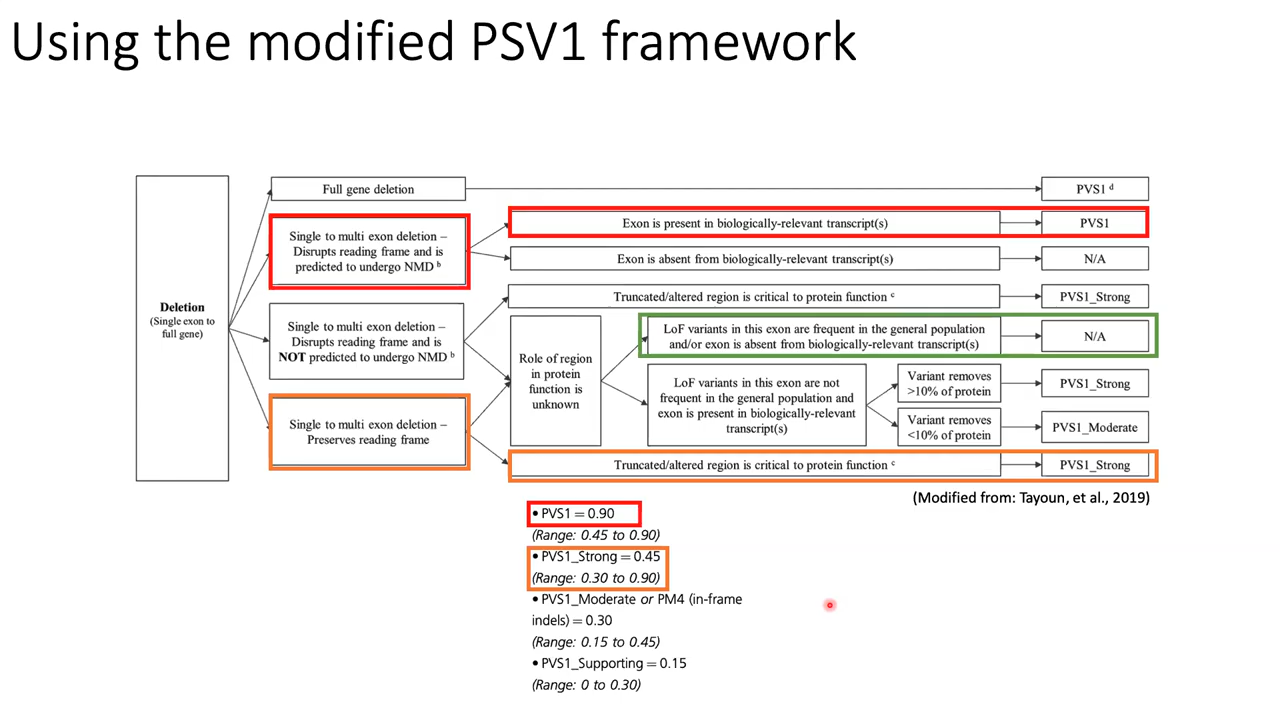 Using the modified PSV1 framework
Deletion
(Single exon to
full gene)
Full gene deletion
PVS1 d
Single to multi exon deletion –
Disrupts reading frame and is
predicted to undergo NMD b
Exon is present in biologically-relevant transcript(s)
PVS1
Exon is absent from biologically-relevant transcript(s)
N/A
Single to multi exon deletion –
Disrupts reading frame and is
NOT predicted to undergo NMD b
Truncated/altered region is critical to protein function c
PVS1_Strong
Role of region
in protein
function is
unknown
LoF variants in this exon are frequent in the general population
and/or exon is absent from biologically-relevant transcript(s)
N/A
LoF variants in this exon are not
frequent in the general population and
exon is present in biologically-relevant
transcript(s)
Variant removes
>10% of protein
PVS1_Strong
Variant removes
<10% of protein
PVS1_Moderate
Single to multi exon deletion –
Preserves reading frame
Truncated/altered region is critical to protein function c
PVS1_Strong
(Modified from: Tayoun, et al., 2019)
• PVS1 = 0.90
(Range: 0.45 to 0.90)
• PVS1_Strong = 0.45
(Range: 0.30 to 0.90)
• PVS1_Moderate or PM4 (in-frame
indels) = 0.30
(Range: 0.15 to 0.45)
• PVS1_Supporting = 0.15
(Range: 0 to 0.30)